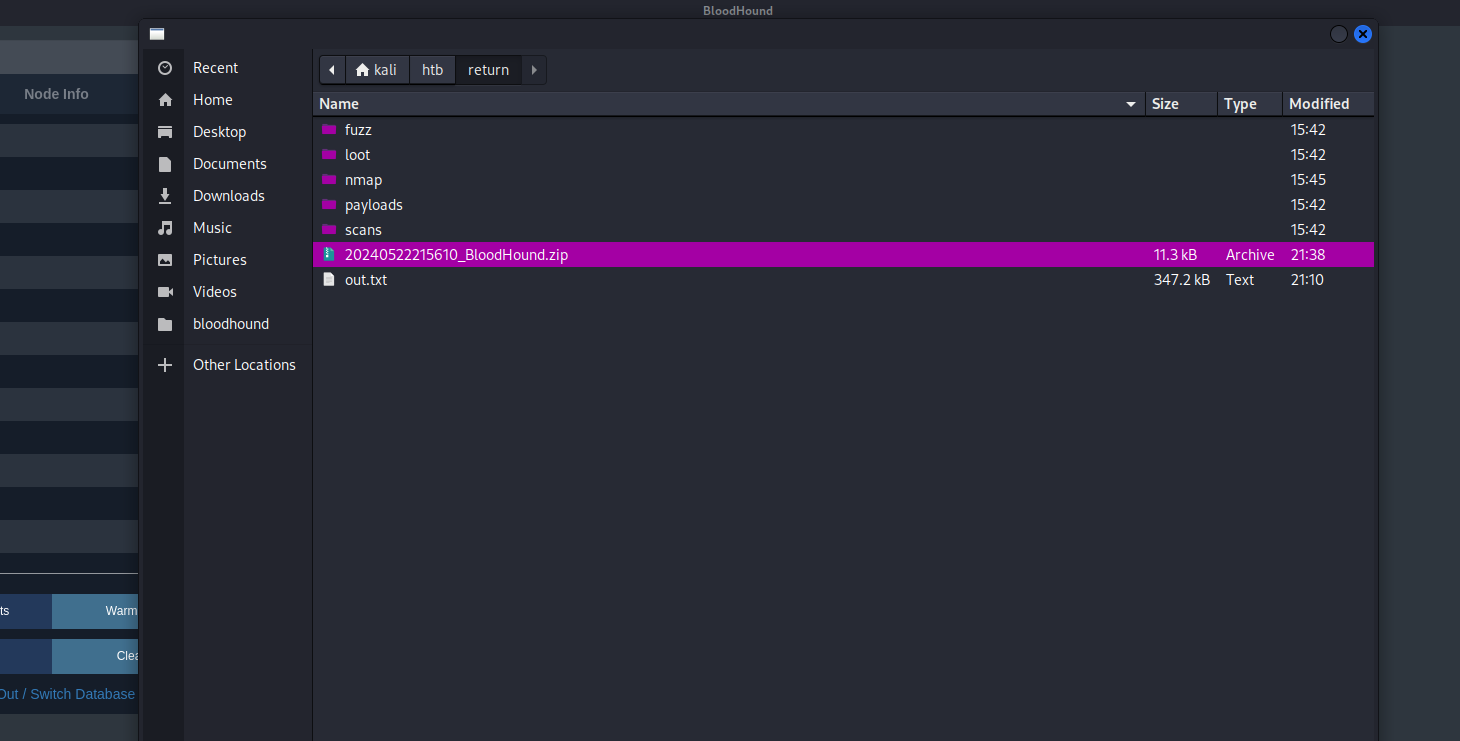 BloodHound
Node Info
ts
Warm
Clea
Out / Switch Database
Recent
Home
Desktop
Documents
Downloads
Music
Pictures
Videos
bloodhound
Other Locations
kali htb return
Name Size Type Modified
fuzz 15:42
loot 15:42
nmap 15:45
payloads 15:42
scans 15:42
20240522215610_BloodHound.zip 11.3 kB Archive 21:38
out.txt 347.2 kB Text 21:10